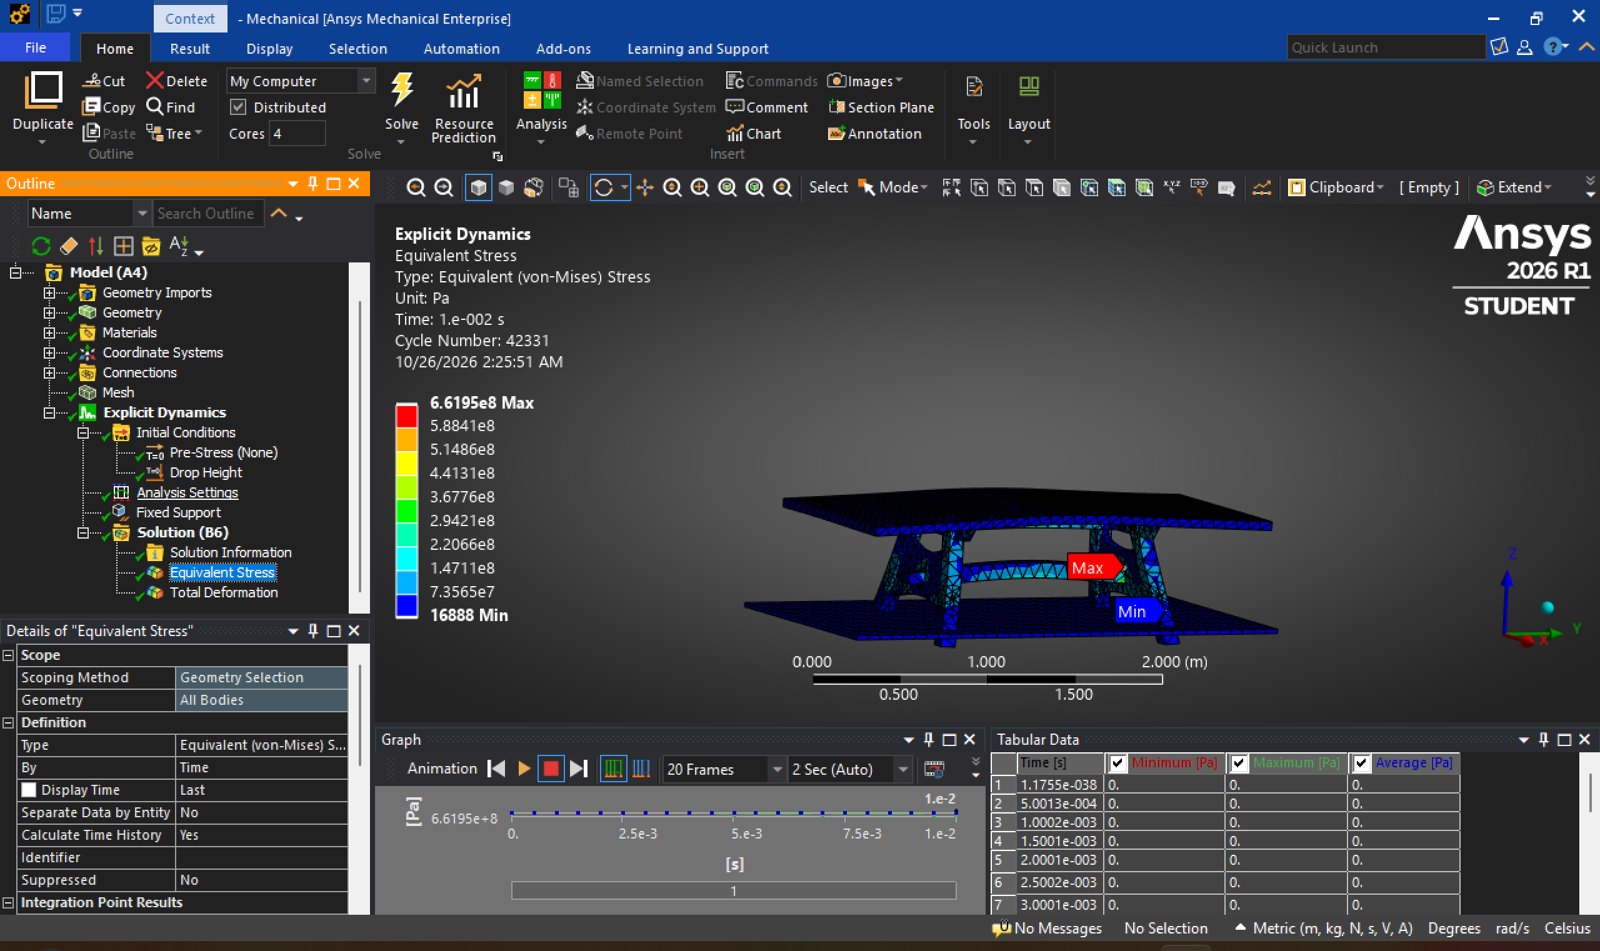 Context - Mechanical [Ansys Mechanical Enterprise]
File Home Result Display Selection Automation Add-ons Learning and Support Quick Launch
Duplicate
Cut
Copy
Paste
Delete
Find
Tree
Outline
My Computer
Distributed
Cores 4
Solve
Resource
Prediction
Solve
Analysis
Named Selection
Coordinate System
Remote Point
Commands
Comment
Chart
Images
Section Plane
Annotation
Insert
Tools
Layout
Outline
Name Search Outline
Select Mode Clipboard [ Empty ] Extend
Model (A4)
Geometry Imports
Geometry
Materials
Coordinate Systems
Connections
Mesh
Explicit Dynamics
Initial Conditions
Pre-Stress (None)
Drop Height
Analysis Settings
Fixed Support
Solution (B6)
Solution Information
Equivalent Stress
Total Deformation
Details of "Equivalent Stress"
Scope
Scoping Method Geometry Selection
Geometry All Bodies
Definition
Type Equivalent (von-Mises) S...
By Time
Display Time Last
Separate Data by Entity No
Calculate Time History Yes
Identifier
Suppressed No
Integration Point Results
Explicit Dynamics
Equivalent Stress
Type: Equivalent (von-Mises) Stress
Unit: Pa
Time: 1.e-002 s
Cycle Number: 42331
10/26/2026 2:25:51 AM
6.6195e8 Max
5.8841e8
5.1486e8
4.4131e8
3.6776e8
2.9421e8
2.2066e8
1.4711e8
7.3565e7
16888 Min
Ansys
2026 R1
STUDENT
Max
Min
0.000 1.000 2.000 (m)
0.500 1.500
Z
Y
X
Graph
Animation 20 Frames 2 Sec (Auto)
1.e-2
[Pa] 6.6195e+8
0. 2.5e-3 5.e-3 7.5e-3 1.e-2
[s]
1
Tabular Data
Time [s] Minimum [Pa] Maximum [Pa] Average [Pa]
1 1.1755e-038 0. 0. 0.
2 5.0013e-004 0. 0. 0.
3 1.0002e-003 0. 0. 0.
4 1.5001e-003 0. 0. 0.
5 2.0001e-003 0. 0. 0.
6 2.5002e-003 0. 0. 0.
7 3.0001e-003 0. 0. 0.
No Messages No Selection Metric (m, kg, N, s, V, A) Degrees rad/s Celsius